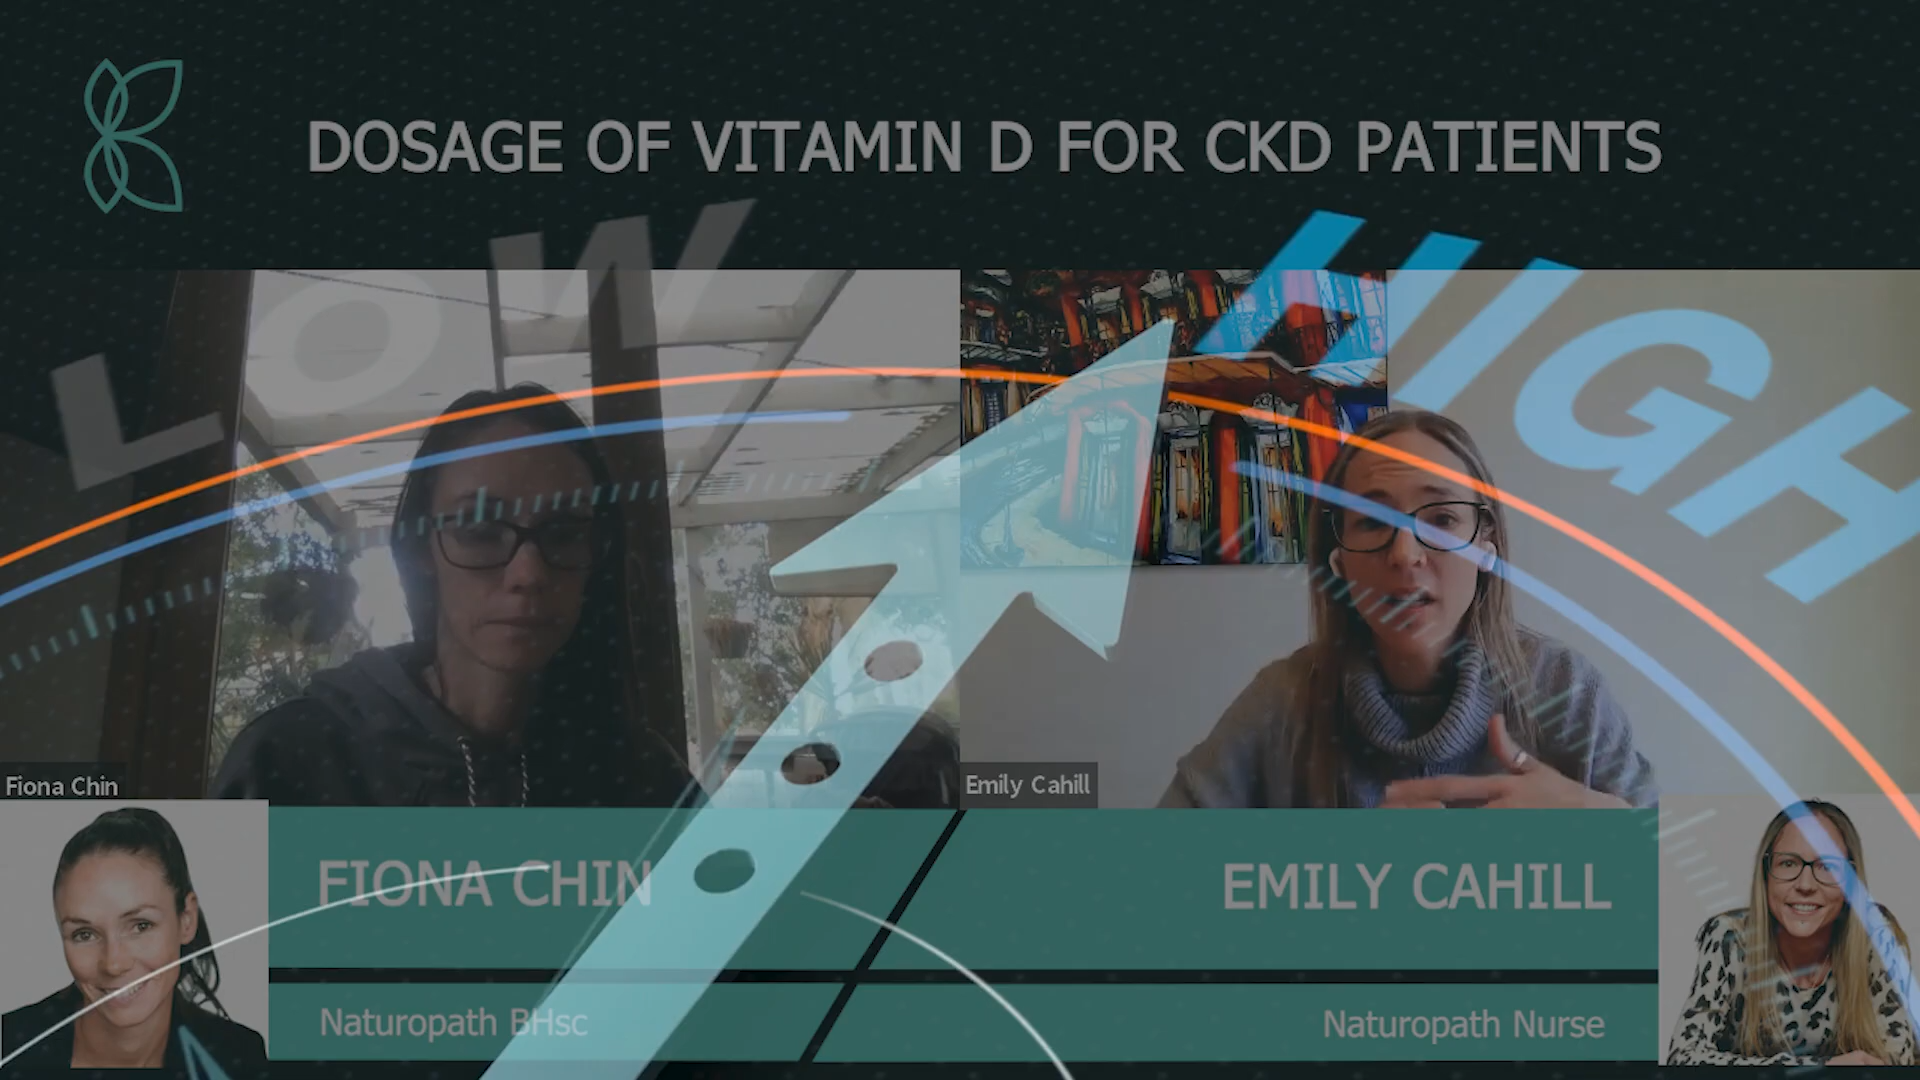 DOSAGE OF VITAMIN D FOR CKD PATIENTS
LOW
HIGH
Fiona Chin
Emily Cahill
FIONA CHIN
EMILY CAHILL
Naturopath BHsc
Naturopath Nurse